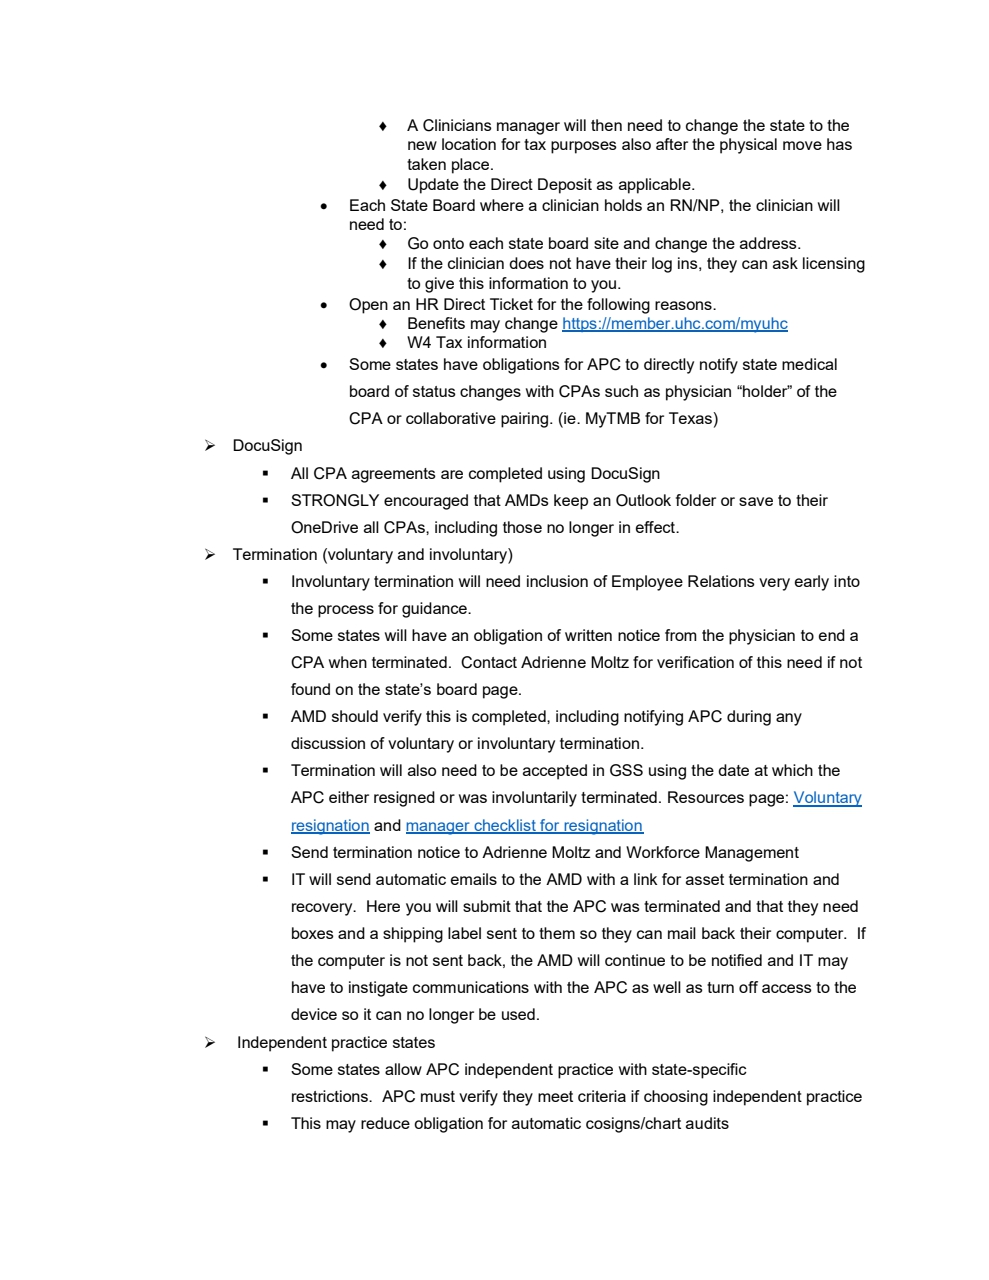 ♦ A Clinicians manager will then need to change the state to the
new location for tax purposes also after the physical move has
taken place.
♦ Update the Direct Deposit as applicable.
• Each State Board where a clinician holds an RN/NP, the clinician will
need to:
♦ Go onto each state board site and change the address.
♦ If the clinician does not have their log ins, they can ask licensing
to give this information to you.
• Open an HR Direct Ticket for the following reasons.
♦ Benefits may change https://member.uhc.com/myuhc
♦ W4 Tax information
• Some states have obligations for APC to directly notify state medical
board of status changes with CPAs such as physician “holder” of the
CPA or collaborative pairing. (ie. MyTMB for Texas)
➢ DocuSign
▪ All CPA agreements are completed using DocuSign
▪ STRONGLY encouraged that AMDs keep an Outlook folder or save to their
OneDrive all CPAs, including those no longer in effect.
➢ Termination (voluntary and involuntary)
▪ Involuntary termination will need inclusion of Employee Relations very early into
the process for guidance.
▪ Some states will have an obligation of written notice from the physician to end a
CPA when terminated.  Contact Adrienne Moltz for verification of this need if not
found on the state’s board page.
▪ AMD should verify this is completed, including notifying APC during any
discussion of voluntary or involuntary termination.
▪ Termination will also need to be accepted in GSS using the date at which the
APC either resigned or was involuntarily terminated. Resources page: Voluntary
resignation and manager checklist for resignation
▪ Send termination notice to Adrienne Moltz and Workforce Management
▪ IT will send automatic emails to the AMD with a link for asset termination and
recovery.  Here you will submit that the APC was terminated and that they need
boxes and a shipping label sent to them so they can mail back their computer.  If
the computer is not sent back, the AMD will continue to be notified and IT may
have to instigate communications with the APC as well as turn off access to the
device so it can no longer be used.
➢ Independent practice states
▪ Some states allow APC independent practice with state-specific
restrictions.  APC must verify they meet criteria if choosing independent practice
▪ This may reduce obligation for automatic cosigns/chart audits